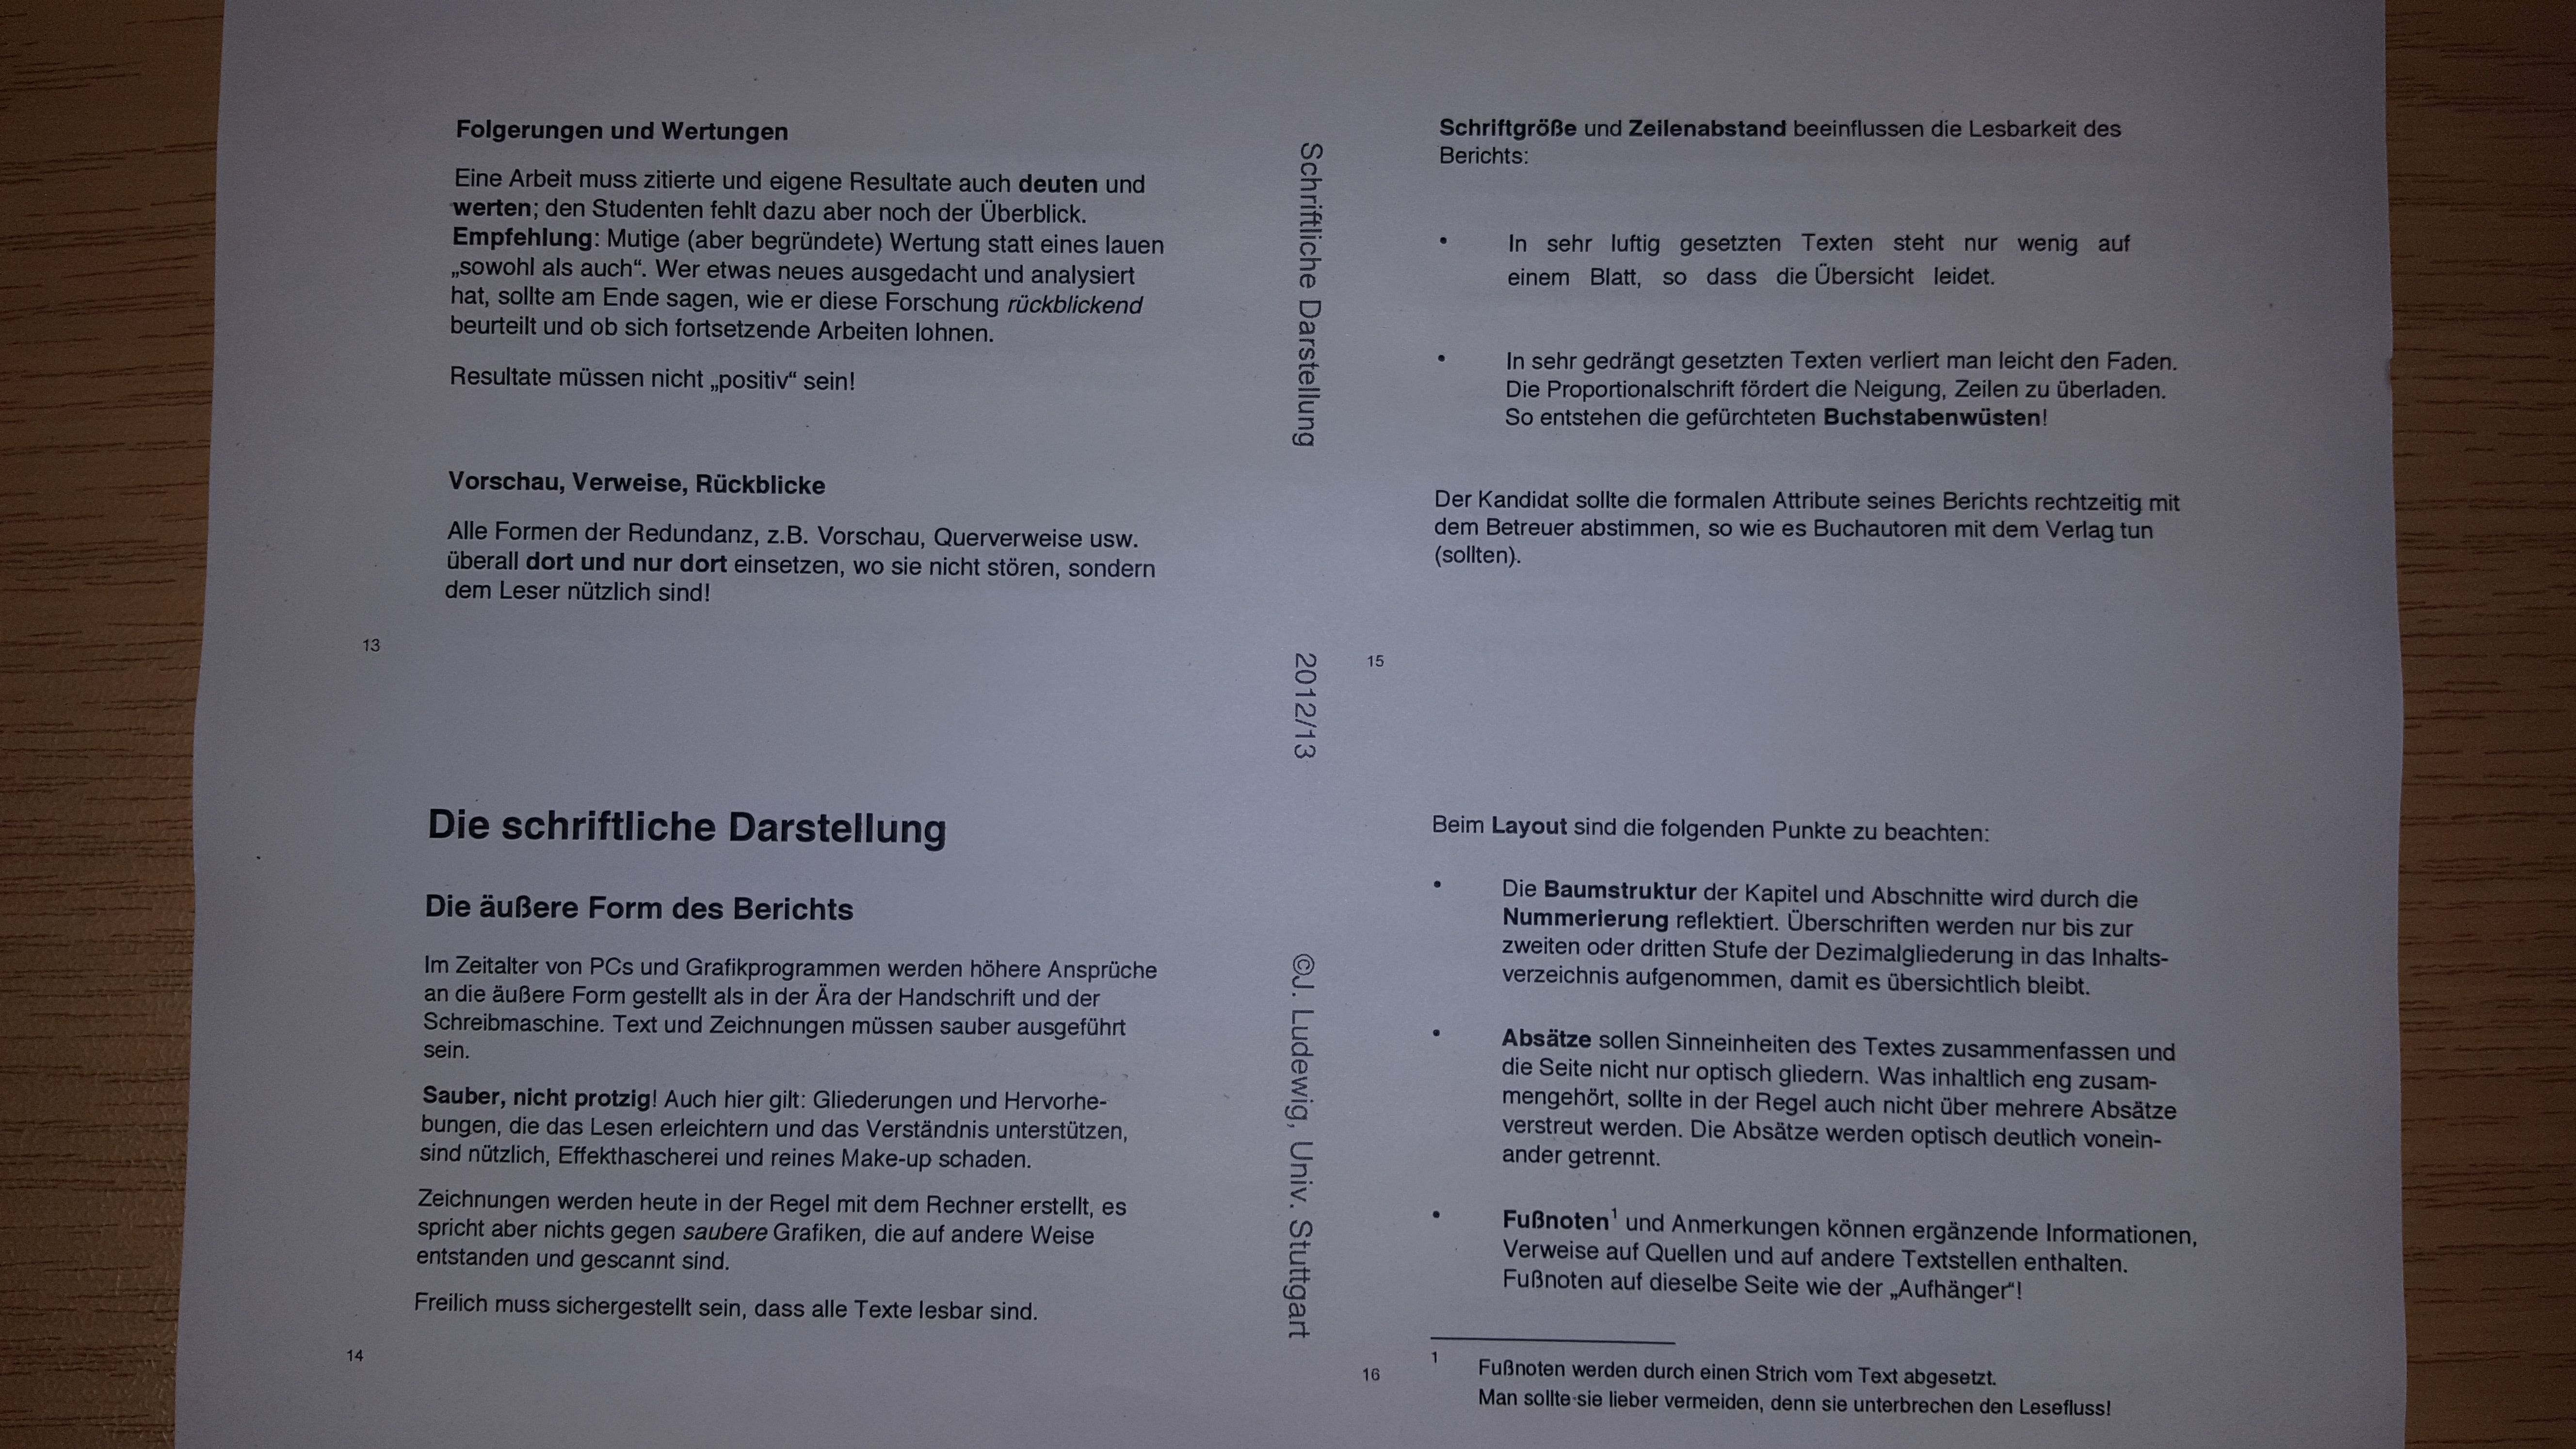 Folgerungen und Wertungen
Eine Arbeit muss zitierte und eigene Resultate auch deuten und
werten; den Studenten fehlt dazu aber noch der Überblick.
Empfehlung: Mutige (aber begründete) Wertung statt eines lauen
„sowohl als auch“. Wer etwas neues ausgedacht und analysiert
hat, sollte am Ende sagen, wie er diese Forschung rückblickend
beurteilt und ob sich fortsetzende Arbeiten lohnen.
Resultate müssen nicht „positiv“ sein!
Vorschau, Verweise, Rückblicke
Alle Formen der Redundanz, z.B. Vorschau, Querverweise usw.
überall dort und nur dort einsetzen, wo sie nicht stören, sondern
dem Leser nützlich sind!
13
Die schriftliche Darstellung
Die äußere Form des Berichts
Im Zeitalter von PCs und Grafikprogrammen werden höhere Ansprüche
an die äußere Form gestellt als in der Ära der Handschrift und der
Schreibmaschine. Text und Zeichnungen müssen sauber ausgeführt
sein.
Sauber, nicht protzig! Auch hier gilt: Gliederungen und Hervorhe-
bungen, die das Lesen erleichtern und das Verständnis unterstützen,
sind nützlich, Effekthascherei und reines Make-up schaden.
Zeichnungen werden heute in der Regel mit dem Rechner erstellt, es
spricht aber nichts gegen saubere Grafiken, die auf andere Weise
entstanden und gescannt sind.
Freilich muss sichergestellt sein, dass alle Texte lesbar sind.
14
Schriftliche Darstellung 2012/13 ©J. Ludewig, Univ. Stuttgart
Schriftgröße und Zeilenabstand beeinflussen die Lesbarkeit des
Berichts:
• In sehr luftig gesetzten Texten steht nur wenig auf
einem Blatt, so dass die Übersicht leidet.
• In sehr gedrängt gesetzten Texten verliert man leicht den Faden.
Die Proportionalschrift fördert die Neigung, Zeilen zu überladen.
So entstehen die gefürchteten Buchstabenwüsten!
Der Kandidat sollte die formalen Attribute seines Berichts rechtzeitig mit
dem Betreuer abstimmen, so wie es Buchautoren mit dem Verlag tun
(sollten).
15
Beim Layout sind die folgenden Punkte zu beachten:
• Die Baumstruktur der Kapitel und Abschnitte wird durch die
Nummerierung reflektiert. Überschriften werden nur bis zur
zweiten oder dritten Stufe der Dezimalgliederung in das Inhalts-
verzeichnis aufgenommen, damit es übersichtlich bleibt.
• Absätze sollen Sinneinheiten des Textes zusammenfassen und
die Seite nicht nur optisch gliedern. Was inhaltlich eng zusam-
mengehört, sollte in der Regel auch nicht über mehrere Absätze
verstreut werden. Die Absätze werden optisch deutlich vonein-
ander getrennt.
• Fußnoten¹ und Anmerkungen können ergänzende Informationen,
Verweise auf Quellen und auf andere Textstellen enthalten.
Fußnoten auf dieselbe Seite wie der „Aufhänger“!
1 Fußnoten werden durch einen Strich vom Text abgesetzt.
Man sollte sie lieber vermeiden, denn sie unterbrechen den Lesefluss!
16